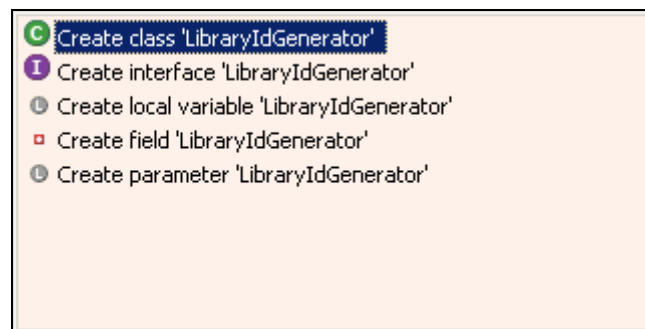 C Create class 'LibraryIdGenerator'
I Create interface 'LibraryIdGenerator'
L Create local variable 'LibraryIdGenerator'
Create field 'LibraryIdGenerator'
L Create parameter 'LibraryIdGenerator'